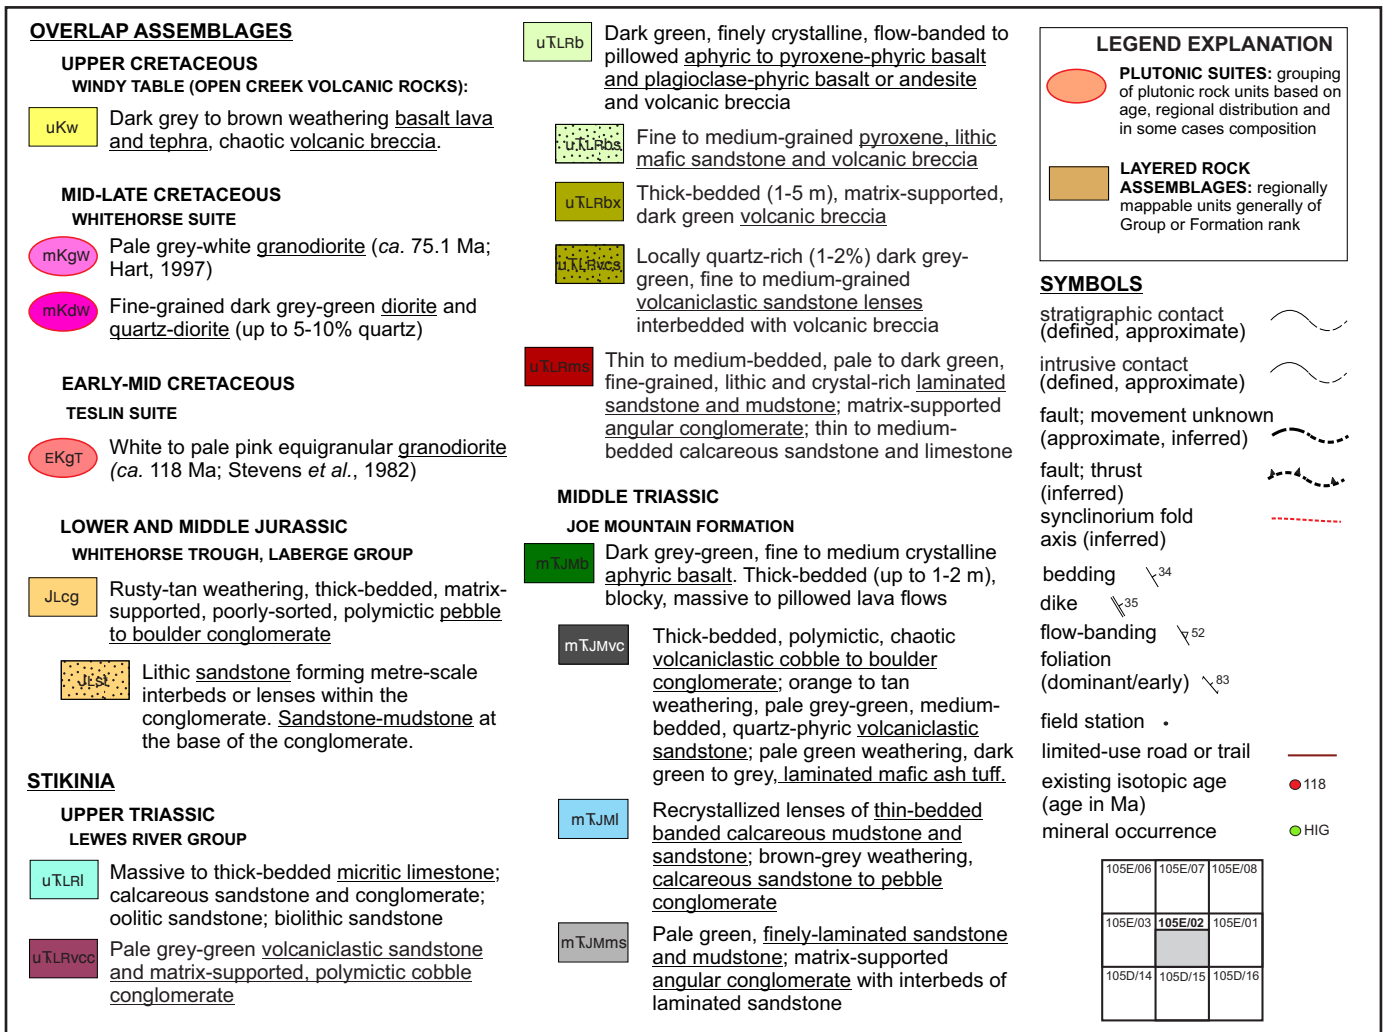 OVERLAP ASSEMBLAGES
UPPER CRETACEOUS
WINDY TABLE (OPEN CREEK VOLCANIC ROCKS):
uKw
Dark grey to brown weathering basalt lava
and tephra, chaotic volcanic breccia.
MID-LATE CRETACEOUS
WHITEHORSE SUITE
mKgW
Pale grey-white granodiorite (ca. 75.1 Ma;
Hart, 1997)
mKdW
Fine-grained dark grey-green diorite and
quartz-diorite (up to 5-10% quartz)
EARLY-MID CRETACEOUS
TESLIN SUITE
EKgT
White to pale pink equigranular granodiorite
(ca. 118 Ma; Stevens et al., 1982)
LOWER AND MIDDLE JURASSIC
WHITEHORSE TROUGH, LABERGE GROUP
JLcg
Rusty-tan weathering, thick-bedded, matrix-
supported, poorly-sorted, polymictic pebble
to boulder conglomerate
JLsl
Lithic sandstone forming metre-scale
interbeds or lenses within the
conglomerate. Sandstone-mudstone at
the base of the conglomerate.
STIKINIA
UPPER TRIASSIC
LEWES RIVER GROUP
uTLRl
Massive to thick-bedded micritic limestone;
calcareous sandstone and conglomerate;
oolitic sandstone; biolithic sandstone
uTLRvcc
Pale grey-green volcaniclastic sandstone
and matrix-supported, polymictic cobble
conglomerate
uTLRb
Dark green, finely crystalline, flow-banded to
pillowed aphyric to pyroxene-phyric basalt
and plagioclase-phyric basalt or andesite
and volcanic breccia
uTLRbs
Fine to medium-grained pyroxene, lithic
mafic sandstone and volcanic breccia
uTLRbx
Thick-bedded (1-5 m), matrix-supported,
dark green volcanic breccia
uTLRvcs
Locally quartz-rich (1-2%) dark grey-
green, fine to medium-grained
volcaniclastic sandstone lenses
interbedded with volcanic breccia
uTLRms
Thin to medium-bedded, pale to dark green,
fine-grained, lithic and crystal-rich laminated
sandstone and mudstone; matrix-supported
angular conglomerate; thin to medium-
bedded calcareous sandstone and limestone
MIDDLE TRIASSIC
JOE MOUNTAIN FORMATION
mTJMb
Dark grey-green, fine to medium crystalline
aphyric basalt. Thick-bedded (up to 1-2 m),
blocky, massive to pillowed lava flows
mTJMvc
Thick-bedded, polymictic, chaotic
volcaniclastic cobble to boulder
conglomerate; orange to tan
weathering, pale grey-green, medium-
bedded, quartz-phyric volcaniclastic
sandstone; pale green weathering, dark
green to grey, laminated mafic ash tuff.
mTJMl
Recrystallized lenses of thin-bedded
banded calcareous mudstone and
sandstone; brown-grey weathering,
calcareous sandstone to pebble
conglomerate
mTJMms
Pale green, finely-laminated sandstone
and mudstone; matrix-supported
angular conglomerate with interbeds of
laminated sandstone
LEGEND EXPLANATION
PLUTONIC SUITES: grouping
of plutonic rock units based on
age, regional distribution and
in some cases composition
LAYERED ROCK
ASSEMBLAGES: regionally
mappable units generally of
Group or Formation rank
SYMBOLS
stratigraphic contact
(defined, approximate)
intrusive contact
(defined, approximate)
fault; movement unknown
(approximate, inferred)
fault; thrust
(inferred)
synclinorium fold
axis (inferred)
bedding 34
dike 35
flow-banding 52
foliation
(dominant/early) 83
field station
limited-use road or trail
existing isotopic age 118
(age in Ma)
mineral occurrence HIG
105E/06 105E/07 105E/08
105E/03 105E/02 105E/01
105D/14 105D/15 105D/16